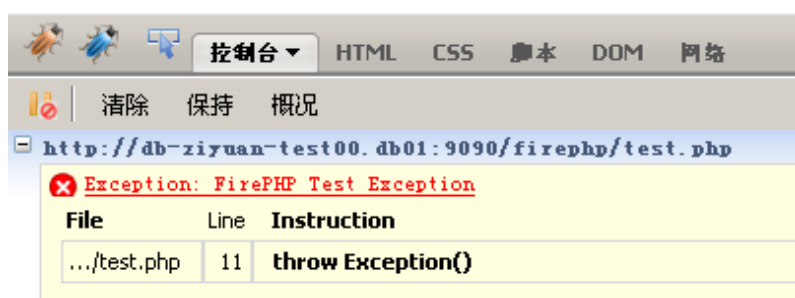 控制台 HTML CSS 脚本 DOM 网络
清除 保持 概况
http://db-ziyuan-test00.db01:9090/firephp/test.php
Exception: FirePHP Test Exception
File Line Instruction
.../test.php 11 throw Exception()